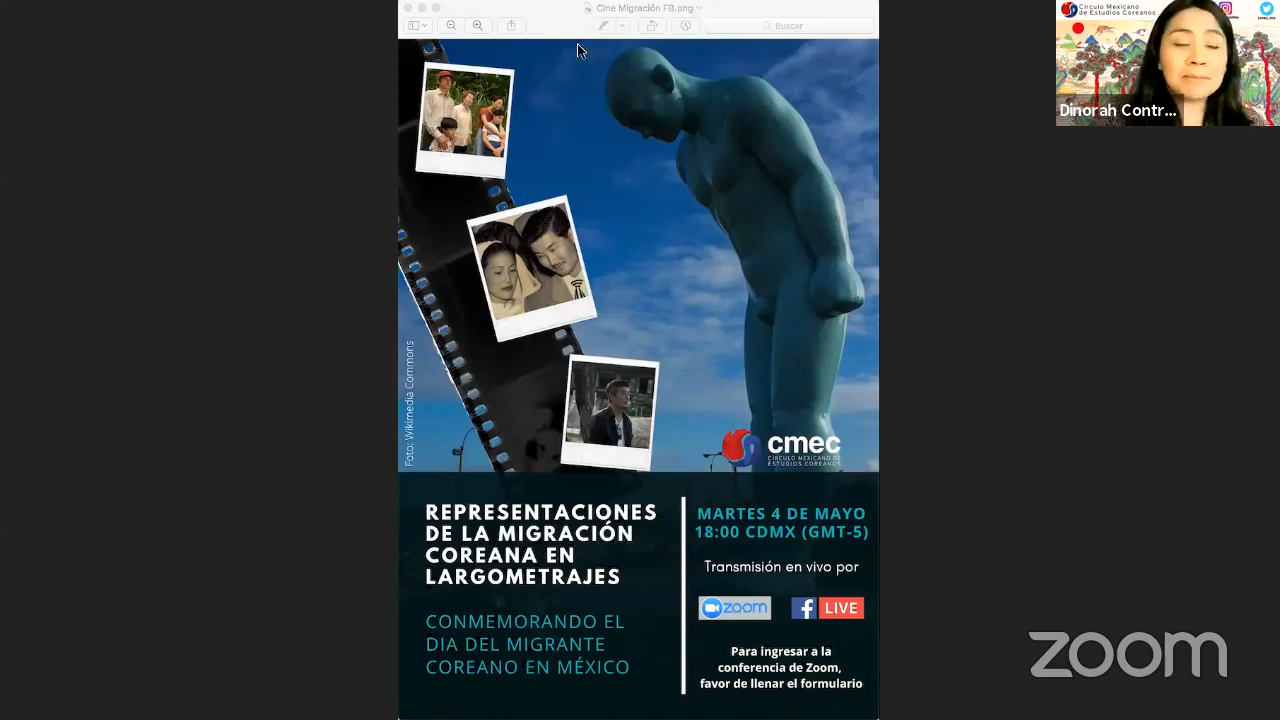 Cine Migración FB.png
Buscar
Círculo Mexicano
de Estudios Coreanos
Dinorah Contr...
Foto: Wikimedia Commons
cmec
CÍRCULO MEXICANO DE
ESTUDIOS COREANOS
REPRESENTACIONES
DE LA MIGRACIÓN
COREANA EN
LARGOMETRAJES
CONMEMORANDO EL
DIA DEL MIGRANTE
COREANO EN MÉXICO
MARTES 4 DE MAYO
18:00 CDMX (GMT-5)
Transmisión en vivo por
zoom
f LIVE
Para ingresar a la
conferencia de Zoom,
favor de llenar el formulario
zoom